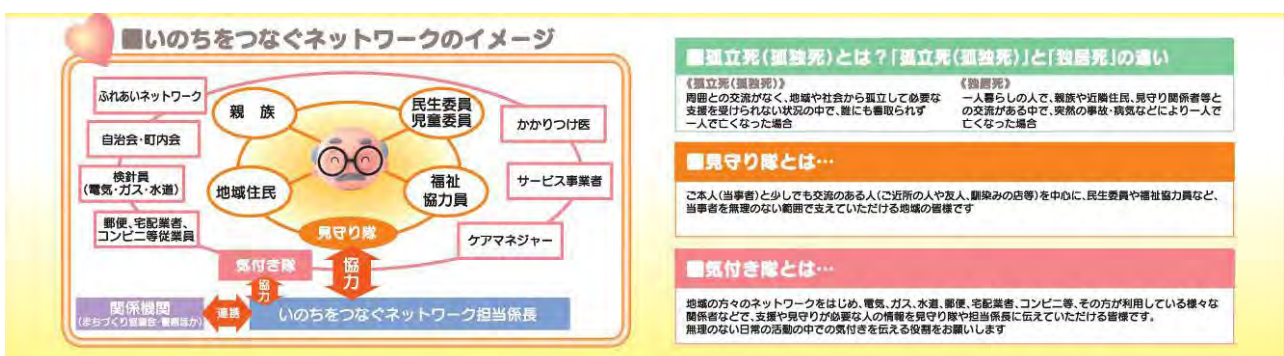 ■いのちをつなぐネットワークのイメージ
ふれあいネットワーク
自治会・町内会
検針員
(電気・ガス・水道)
郵便、宅配業者、
コンビニ等従業員
親 族
民生委員
児童委員
地域住民
福祉
協力員
見守り隊
かかりつけ医
サービス事業者
ケアマネジャー
気付き隊
協力
協力
関係機関
(まちづくり協議会・警察ほか)
連携
いのちをつなぐネットワーク担当係長
■孤立死(孤独死)とは?「孤立死(孤独死)」と「独居死」の違い
《孤立死(孤独死)》
周囲との交流がなく、地域や社会から孤立して必要な
支援を受けられない状況の中で、誰にも看取られず
一人で亡くなった場合
《独居死》
一人暮らしの人で、親族や近隣住民、見守り関係者等と
の交流がある中で、突然の事故・病気などにより一人で
亡くなった場合
■見守り隊とは…
ご本人(当事者)と少しでも交流のある人(ご近所の人や友人、馴染みの店等)を中心に、民生委員や福祉協力員など、
当事者を無理のない範囲で支えていただける地域の皆様です
■気付き隊とは…
地域の方々のネットワークをはじめ、電気、ガス、水道、郵便、宅配業者、コンビニ等、その方が利用している様々な
関係者などで、支援や見守りが必要な人の情報を見守り隊や担当係長に伝えていただける皆様です。
無理のない日常の活動の中での気付きを伝える役割をお願いします